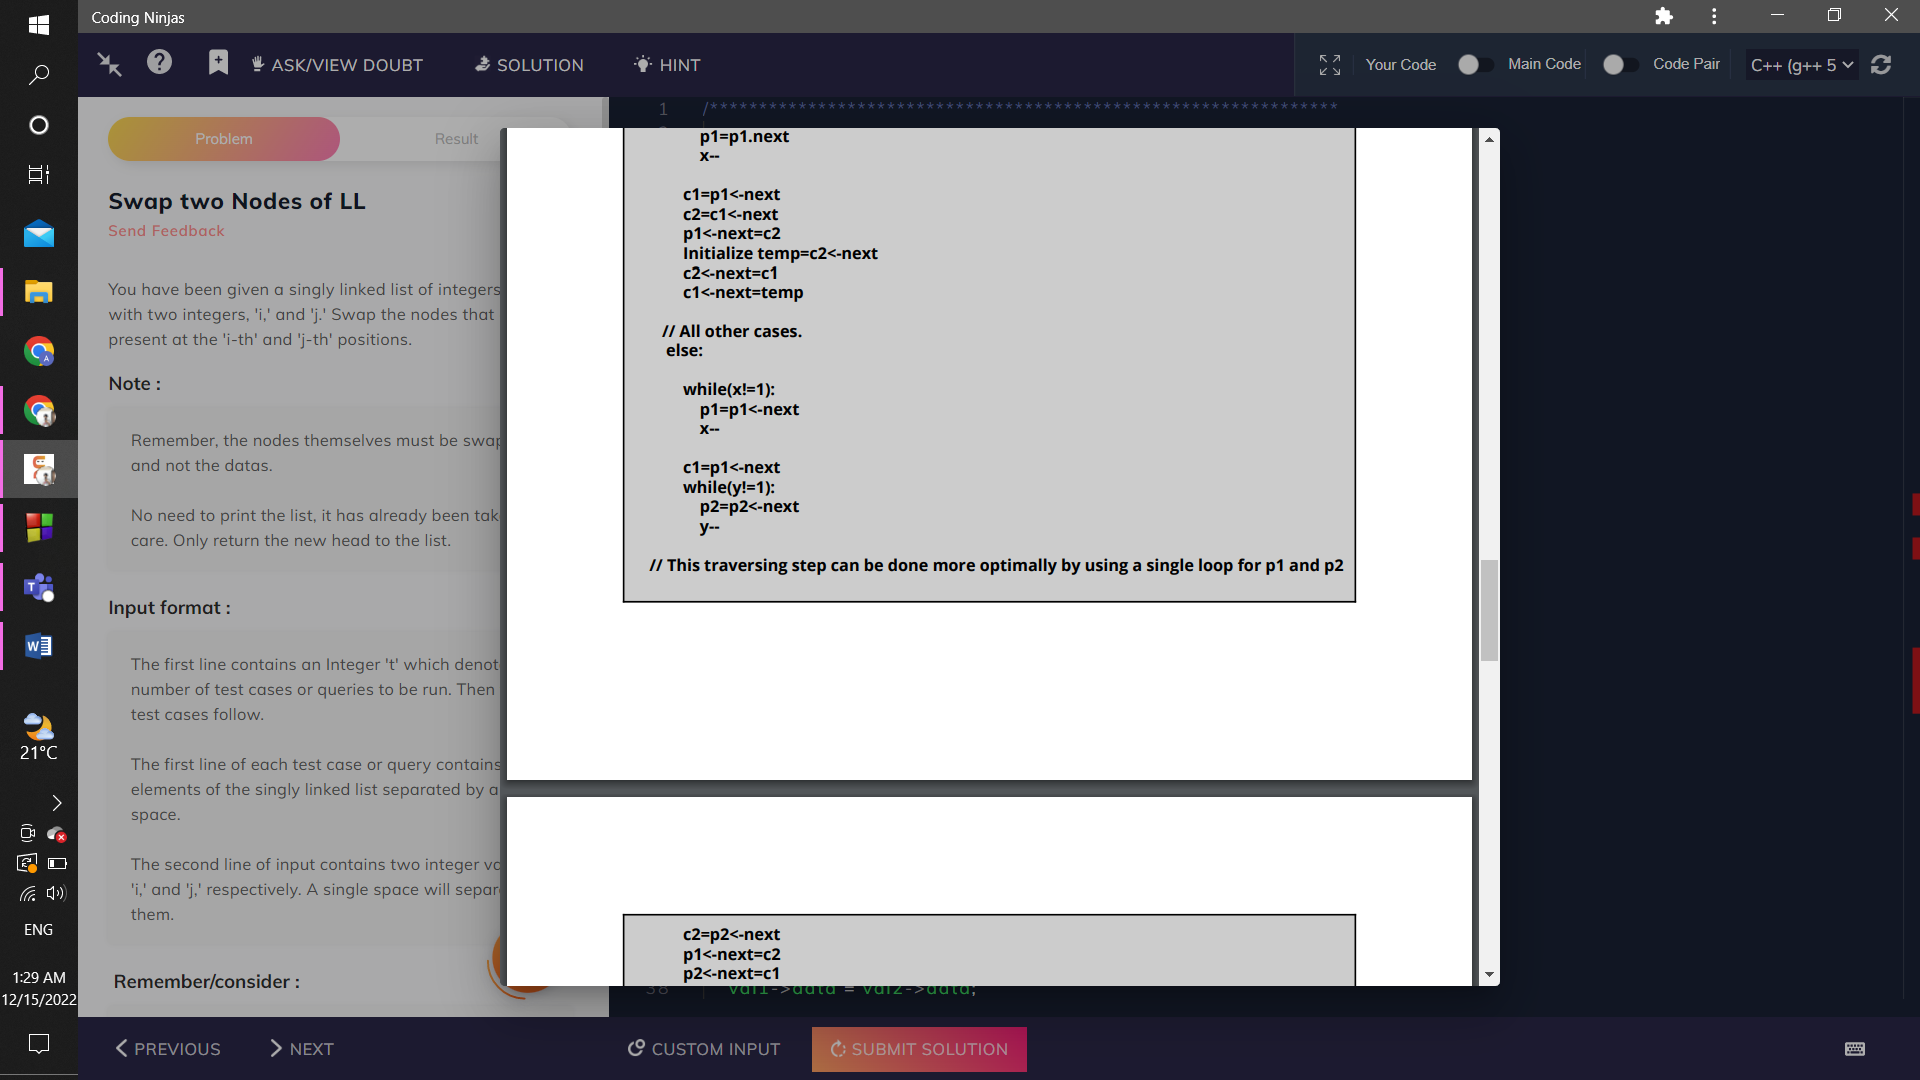 Coding Ninjas
ASK/VIEW DOUBT
SOLUTION
HINT
Your Code
Main Code
Code Pair
C++ (g++ 5
Problem
Result
Swap two Nodes of LL
Send Feedback
You have been given a singly linked list of integers
with two integers, 'i,' and 'j.' Swap the nodes that
present at the 'i-th' and 'j-th' positions.
Note :
Remember, the nodes themselves must be swap
and not the datas.
No need to print the list, it has already been tak
care. Only return the new head to the list.
Input format :
The first line contains an Integer 't' which denot
number of test cases or queries to be run. Then
test cases follow.
The first line of each test case or query contains
elements of the singly linked list separated by a
space.
The second line of input contains two integer va
'i,' and 'j,' respectively. A single space will separ
them.
Remember/consider :
1 /****************************************************************
p1=p1.next
x--
c1=p1<-next
c2=c1<-next
p1<-next=c2
Initialize temp=c2<-next
c2<-next=c1
c1<-next=temp
// All other cases.
else:
while(x!=1):
p1=p1<-next
x--
c1=p1<-next
while(y!=1):
p2=p2<-next
y--
// This traversing step can be done more optimally by using a single loop for p1 and p2
c2=p2<-next
p1<-next=c2
p2<-next=c1
38 val1->data = val2->data;
PREVIOUS
NEXT
CUSTOM INPUT
SUBMIT SOLUTION
21°C
ENG
1:29 AM
12/15/2022